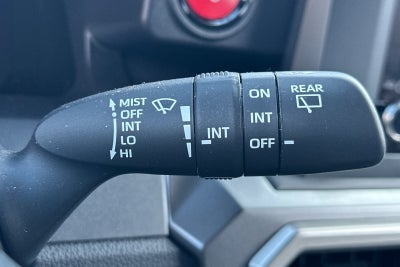 MIST
OFF
INT
LO
HI
INT
ON
INT
OFF
REAR